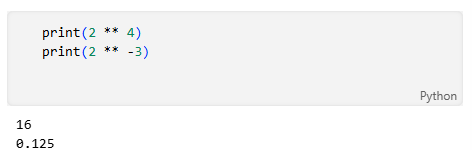 print(2 ** 4)
print(2 ** -3)
Python
16
0.125